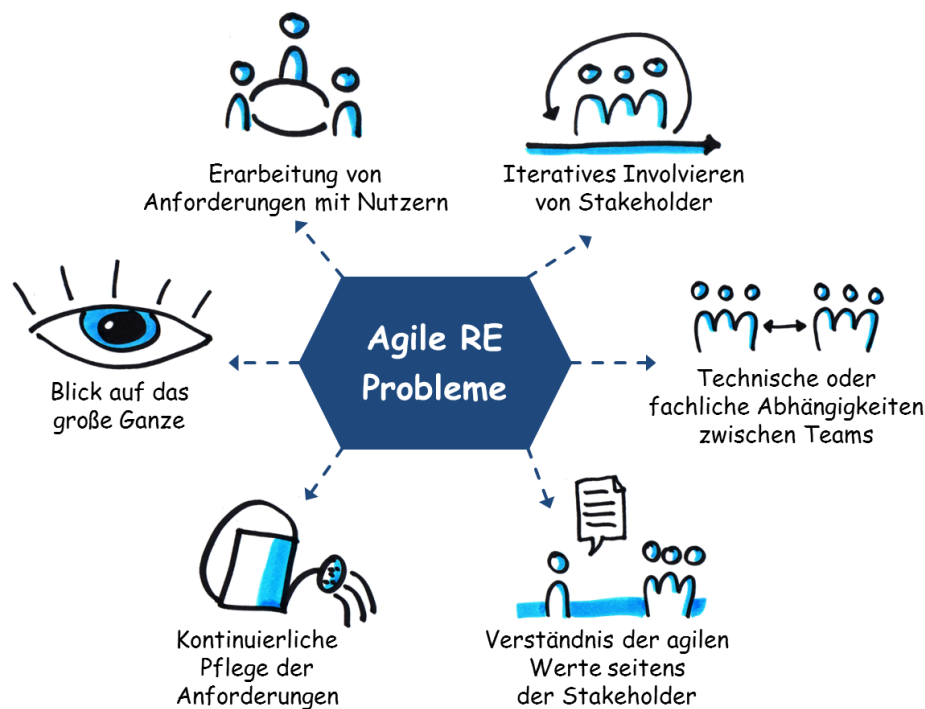 Erarbeitung von
Anforderungen mit Nutzern
Iteratives Involvieren
von Stakeholder
Agile RE
Probleme
Blick auf das
große Ganze
Technische oder
fachliche Abhängigkeiten
zwischen Teams
Kontinuierliche
Pflege der
Anforderungen
Verständnis der agilen
Werte seitens
der Stakeholder